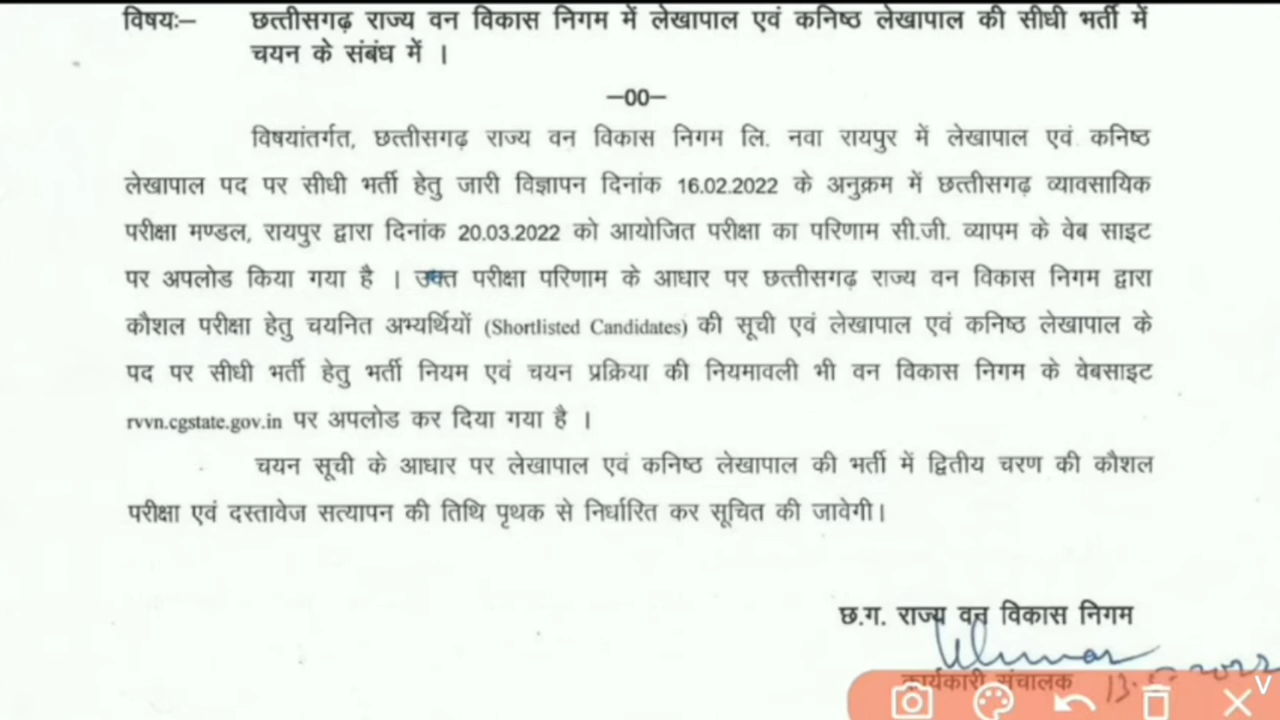 विषयः– छत्तीसगढ़ राज्य वन विकास निगम में लेखापाल एवं कनिष्ठ लेखापाल की सीधी भर्ती में
चयन के संबंध में ।
–00–
विषयांतर्गत, छत्तीसगढ़ राज्य वन विकास निगम लि. नवा रायपुर में लेखापाल एवं कनिष्ठ
लेखापाल पद पर सीधी भर्ती हेतु जारी विज्ञापन दिनांक 16.02.2022 के अनुक्रम में छत्तीसगढ़ व्यावसायिक
परीक्षा मण्डल, रायपुर द्वारा दिनांक 20.03.2022 को आयोजित परीक्षा का परिणाम सी.जी. व्यापम के वेब साइट
पर अपलोड किया गया है । उक्त परीक्षा परिणाम के आधार पर छत्तीसगढ़ राज्य वन विकास निगम द्वारा
कौशल परीक्षा हेतु चयनित अभ्यर्थियों (Shortlisted Candidates) की सूची एवं लेखापाल एवं कनिष्ठ लेखापाल के
पद पर सीधी भर्ती हेतु भर्ती नियम एवं चयन प्रक्रिया की नियमावली भी वन विकास निगम के वेबसाइट
rvvn.cgstate.gov.in पर अपलोड कर दिया गया है ।
चयन सूची के आधार पर लेखापाल एवं कनिष्ठ लेखापाल की भर्ती में द्वितीय चरण की कौशल
परीक्षा एवं दस्तावेज सत्यापन की तिथि पृथक से निर्धारित कर सूचित की जावेगी।
छ.ग. राज्य वन विकास निगम
कार्यकारी संचालक